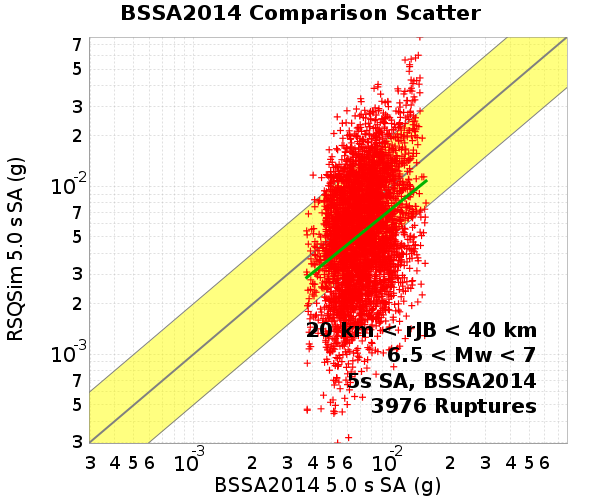 BSSA2014 Comparison Scatter
RSQSim 5.0 s SA (g)
7
5
3
2
10-2
7
5
3
2
10-3
7
5
3
20 km < rJB < 40 km
6.5 < Mw < 7
5s SA, BSSA2014
3976 Ruptures
3 4 5 6 10-3 2 3 4 5 6 10-2 2 3 4 5 6
BSSA2014 5.0 s SA (g)